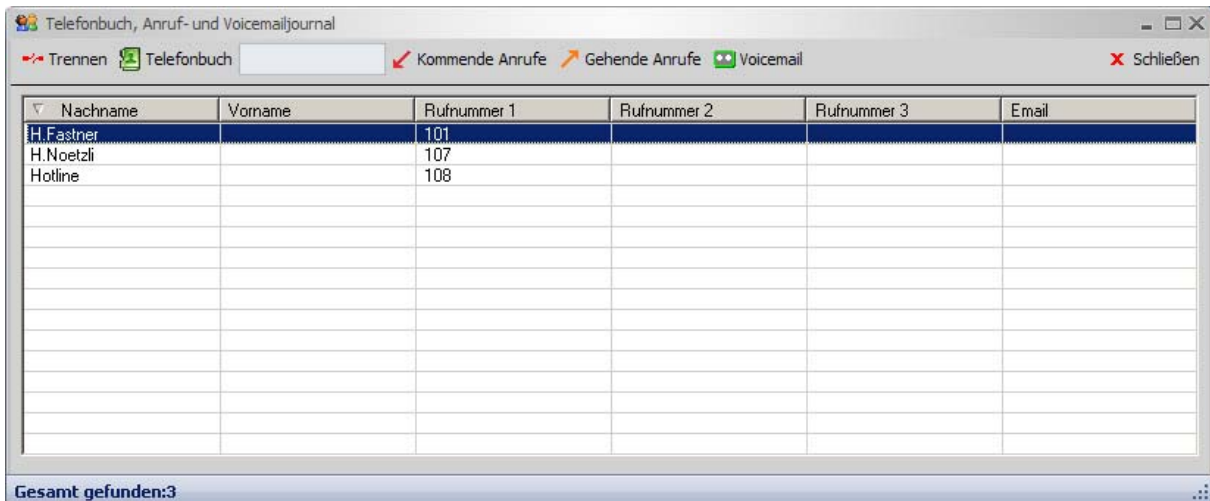 Telefonbuch, Anruf- und Voicemailjournal
Trennen Telefonbuch Kommende Anrufe Gehende Anrufe Voicemail Schließen
Nachname Vorname Rufnummer 1 Rufnummer 2 Rufnummer 3 Email
H.Fastner 101
H.Noetzli 107
Hotline 108
Gesamt gefunden:3